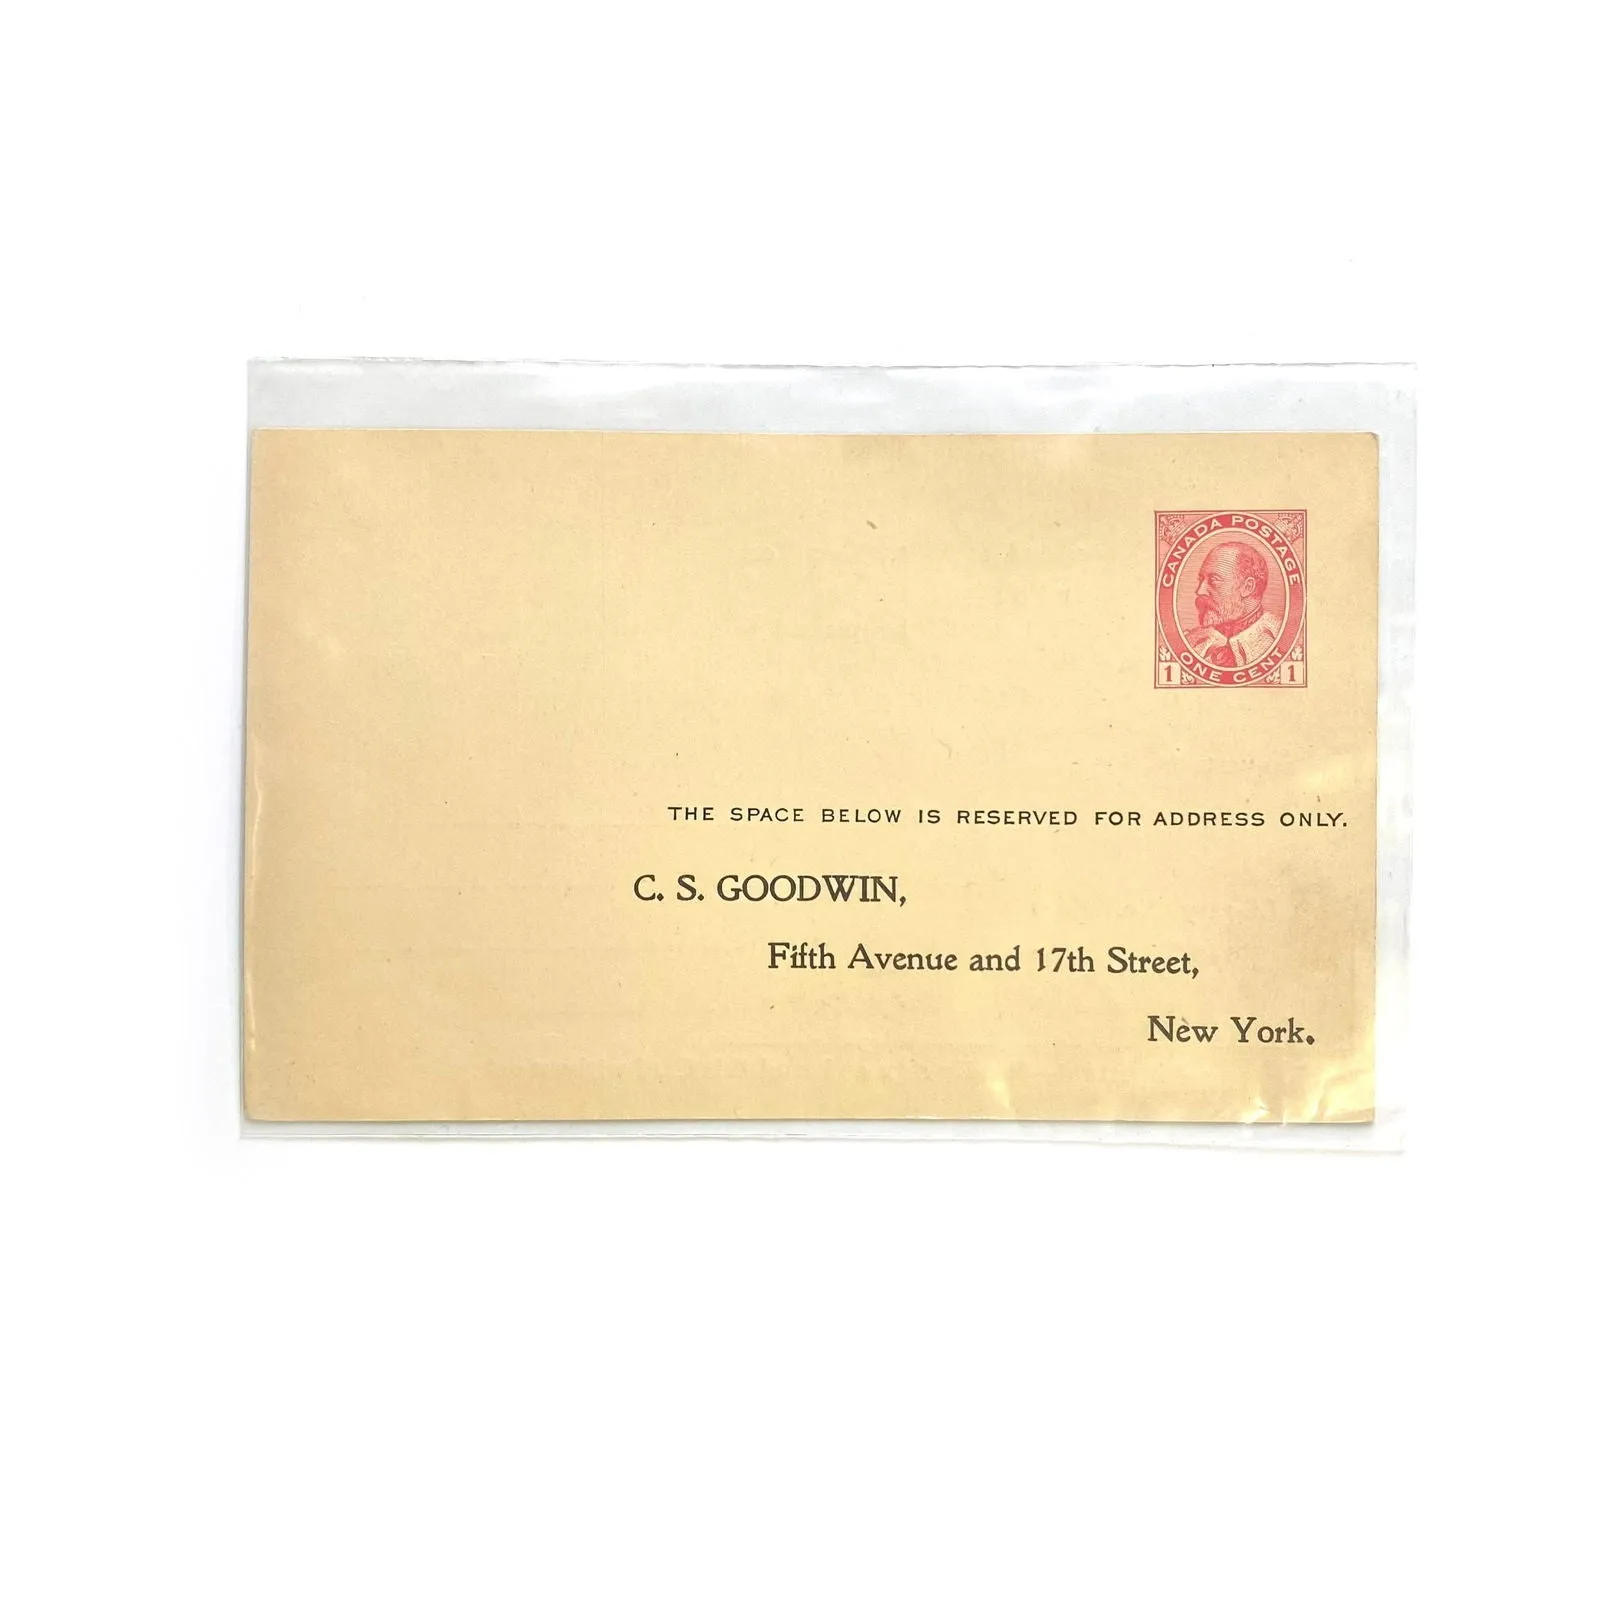 CANADA POSTAGE
ONE CENT
1 1
THE SPACE BELOW IS RESERVED FOR ADDRESS ONLY.
C. S. GOODWIN,
Fifth Avenue and 17th Street,
New York.